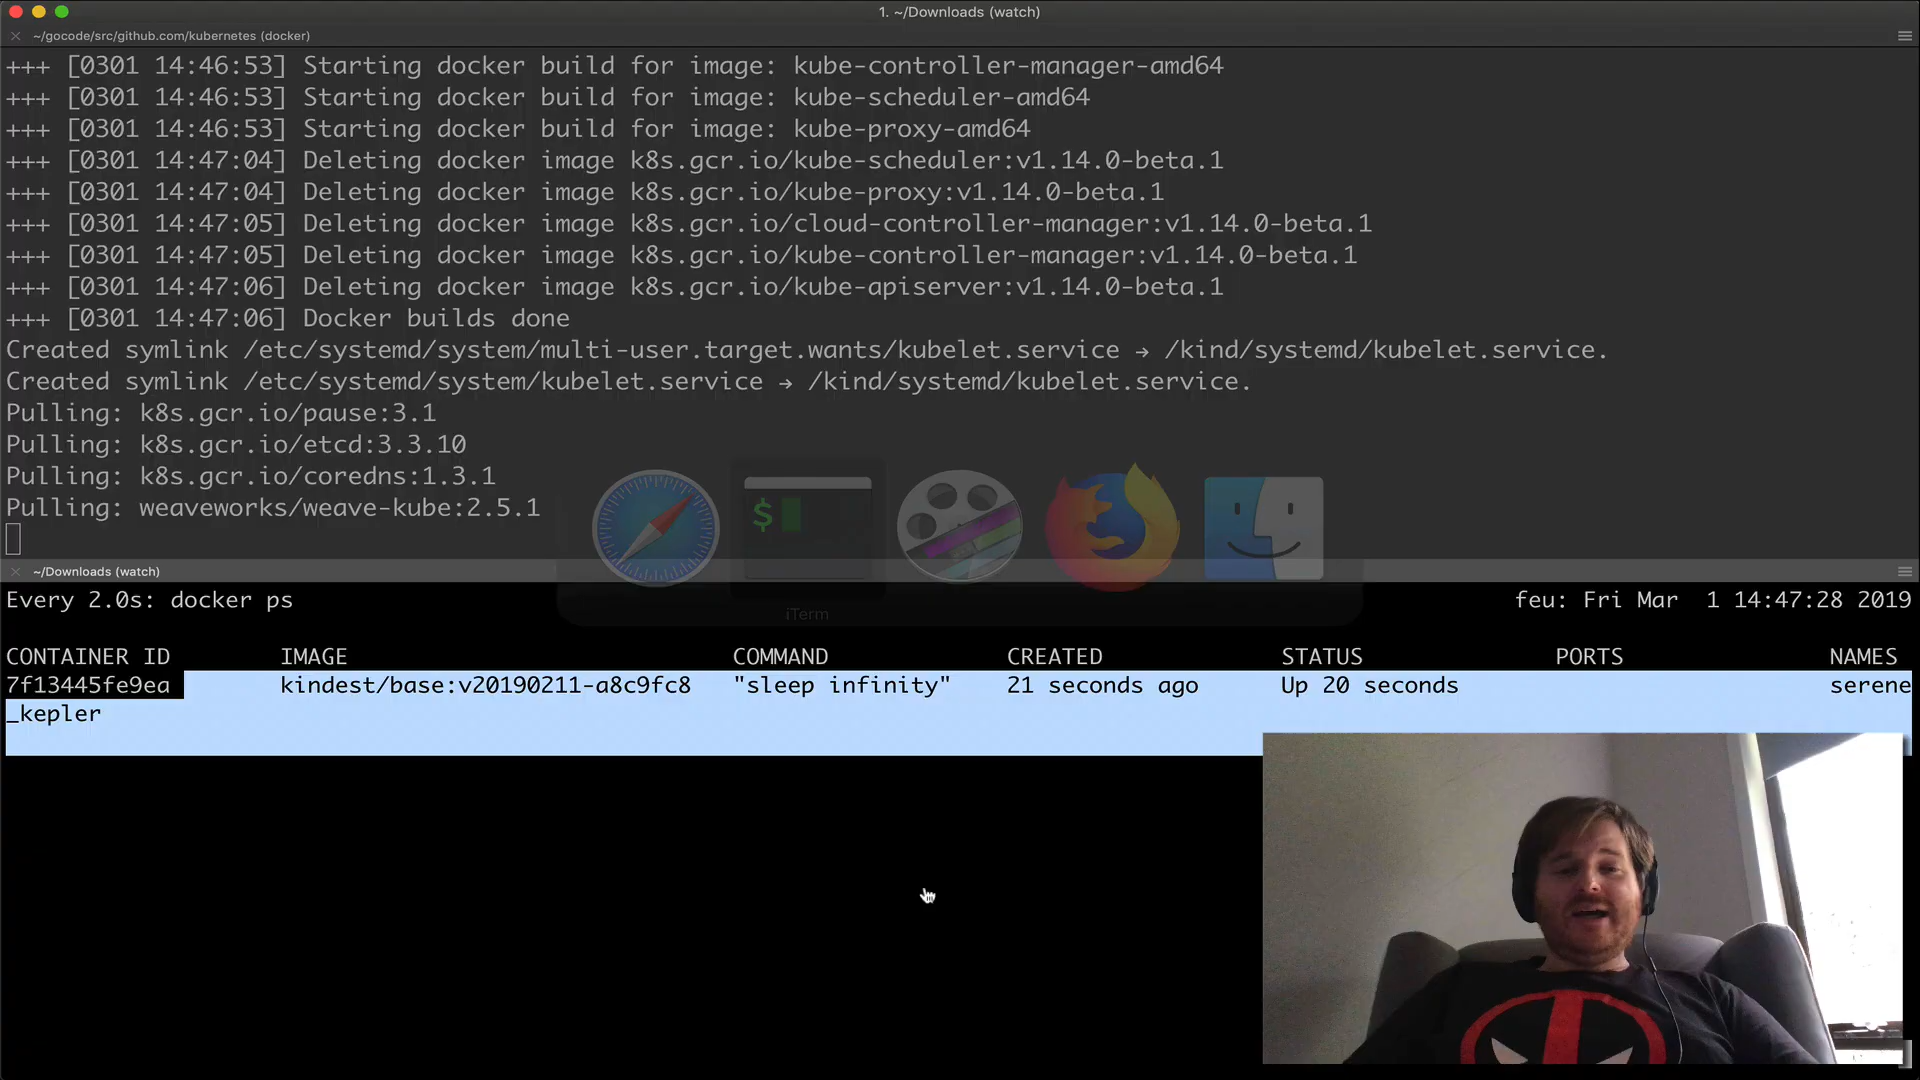 1. ~/Downloads (watch)
~/gocode/src/github.com/kubernetes (docker)
+++ [0301 14:46:53] Starting docker build for image: kube-controller-manager-amd64
+++ [0301 14:46:53] Starting docker build for image: kube-scheduler-amd64
+++ [0301 14:46:53] Starting docker build for image: kube-proxy-amd64
+++ [0301 14:47:04] Deleting docker image k8s.gcr.io/kube-scheduler:v1.14.0-beta.1
+++ [0301 14:47:04] Deleting docker image k8s.gcr.io/kube-proxy:v1.14.0-beta.1
+++ [0301 14:47:05] Deleting docker image k8s.gcr.io/cloud-controller-manager:v1.14.0-beta.1
+++ [0301 14:47:05] Deleting docker image k8s.gcr.io/kube-controller-manager:v1.14.0-beta.1
+++ [0301 14:47:06] Deleting docker image k8s.gcr.io/kube-apiserver:v1.14.0-beta.1
+++ [0301 14:47:06] Docker builds done
Created symlink /etc/systemd/system/multi-user.target.wants/kubelet.service → /kind/systemd/kubelet.service.
Created symlink /etc/systemd/system/kubelet.service → /kind/systemd/kubelet.service.
Pulling: k8s.gcr.io/pause:3.1
Pulling: k8s.gcr.io/etcd:3.3.10
Pulling: k8s.gcr.io/coredns:1.3.1
Pulling: weaveworks/weave-kube:2.5.1
$
~/Downloads (watch)
Every 2.0s: docker ps feu: Fri Mar 1 14:47:28 2019
iTerm
CONTAINER ID IMAGE COMMAND CREATED STATUS PORTS NAMES
7f13445fe9ea kindest/base:v20190211-a8c9fc8 "sleep infinity" 21 seconds ago Up 20 seconds serene
_kepler